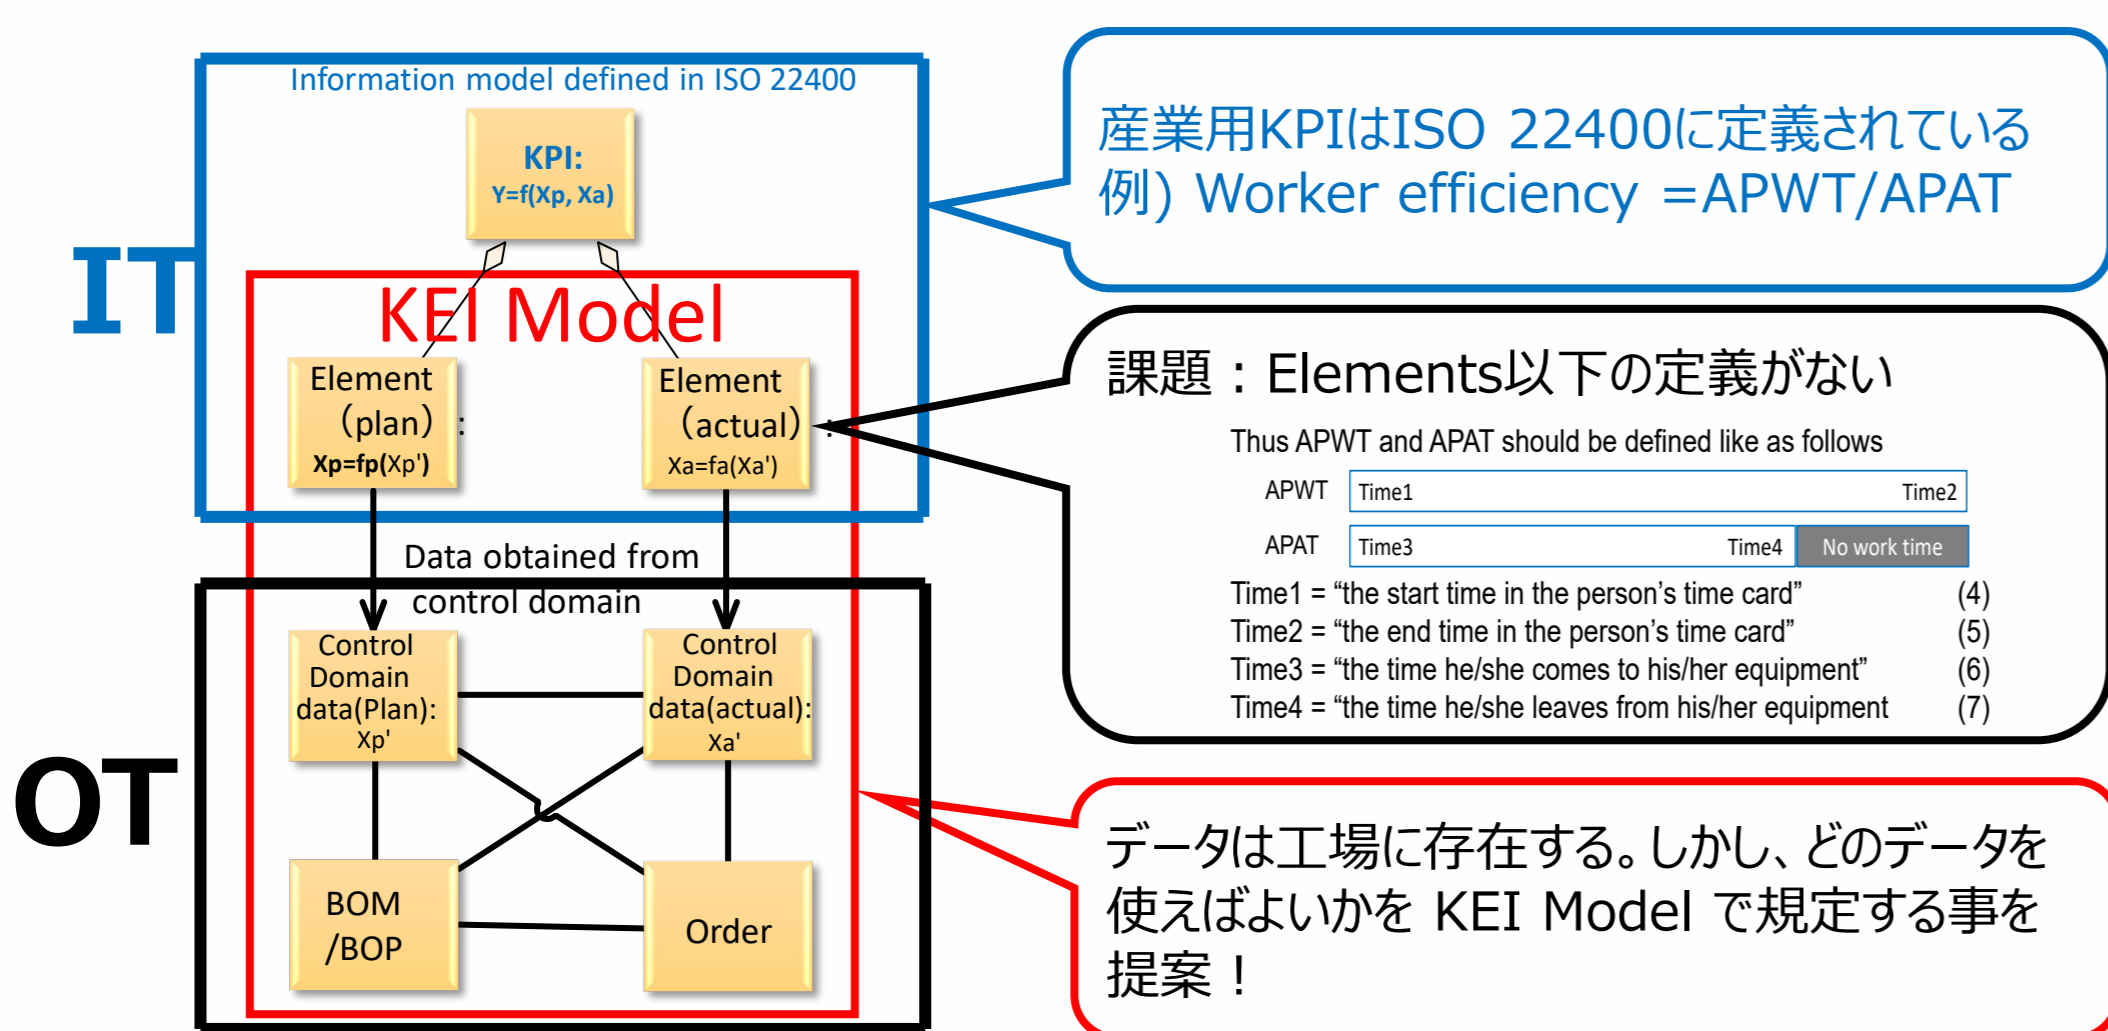 IT
Information model defined in ISO 22400
KPI:
Y=f(Xp, Xa)
KEI Model
Element
（plan）:
Xp=fp(Xp')
Element
（actual）:
Xa=fa(Xa')
Data obtained from
control domain
OT
Control
Domain
data(Plan):
Xp'
Control
Domain
data(actual):
Xa'
BOM
/BOP
Order
産業用KPIはISO 22400に定義されている
例) Worker efficiency =APWT/APAT
課題：Elements以下の定義がない
Thus APWT and APAT should be defined like as follows
APWT Time1 Time2
APAT Time3 Time4 No work time
Time1 = “the start time in the person’s time card” (4)
Time2 = “the end time in the person’s time card” (5)
Time3 = “the time he/she comes to his/her equipment” (6)
Time4 = “the time he/she leaves from his/her equipment (7)
データは工場に存在する。しかし、どのデータを
使えばよいかを KEI Model で規定する事を
提案！